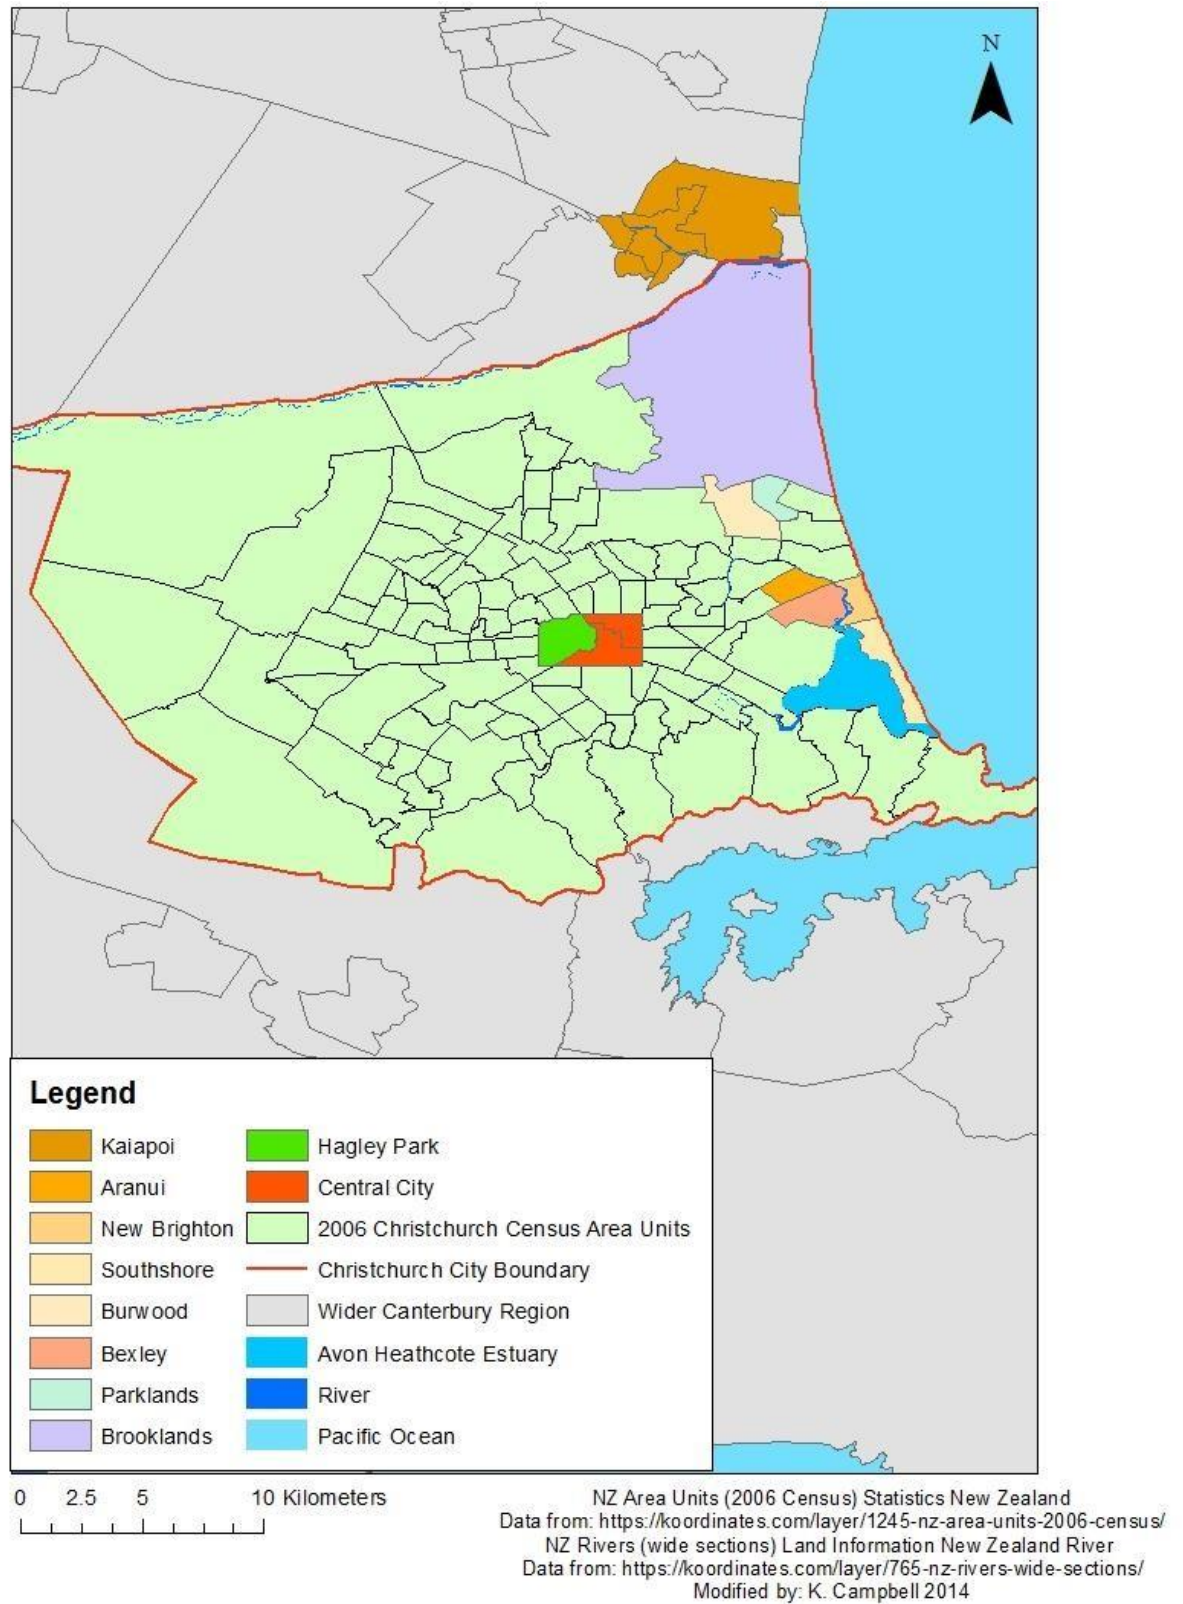 N
Legend
Kaiapoi
Aranui
New Brighton
Southshore
Burwood
Bexley
Parklands
Brooklands
Hagley Park
Central City
2006 Christchurch Census Area Units
Christchurch City Boundary
Wider Canterbury Region
Avon Heathcote Estuary
River
Pacific Ocean
0 2.5 5 10 Kilometers
NZ Area Units (2006 Census) Statistics New Zealand
Data from: https://koordinates.com/layer/1245-nz-area-units-2006-census/
NZ Rivers (wide sections) Land Information New Zealand River
Data from: https://koordinates.com/layer/765-nz-rivers-wide-sections/
Modified by: K. Campbell 2014